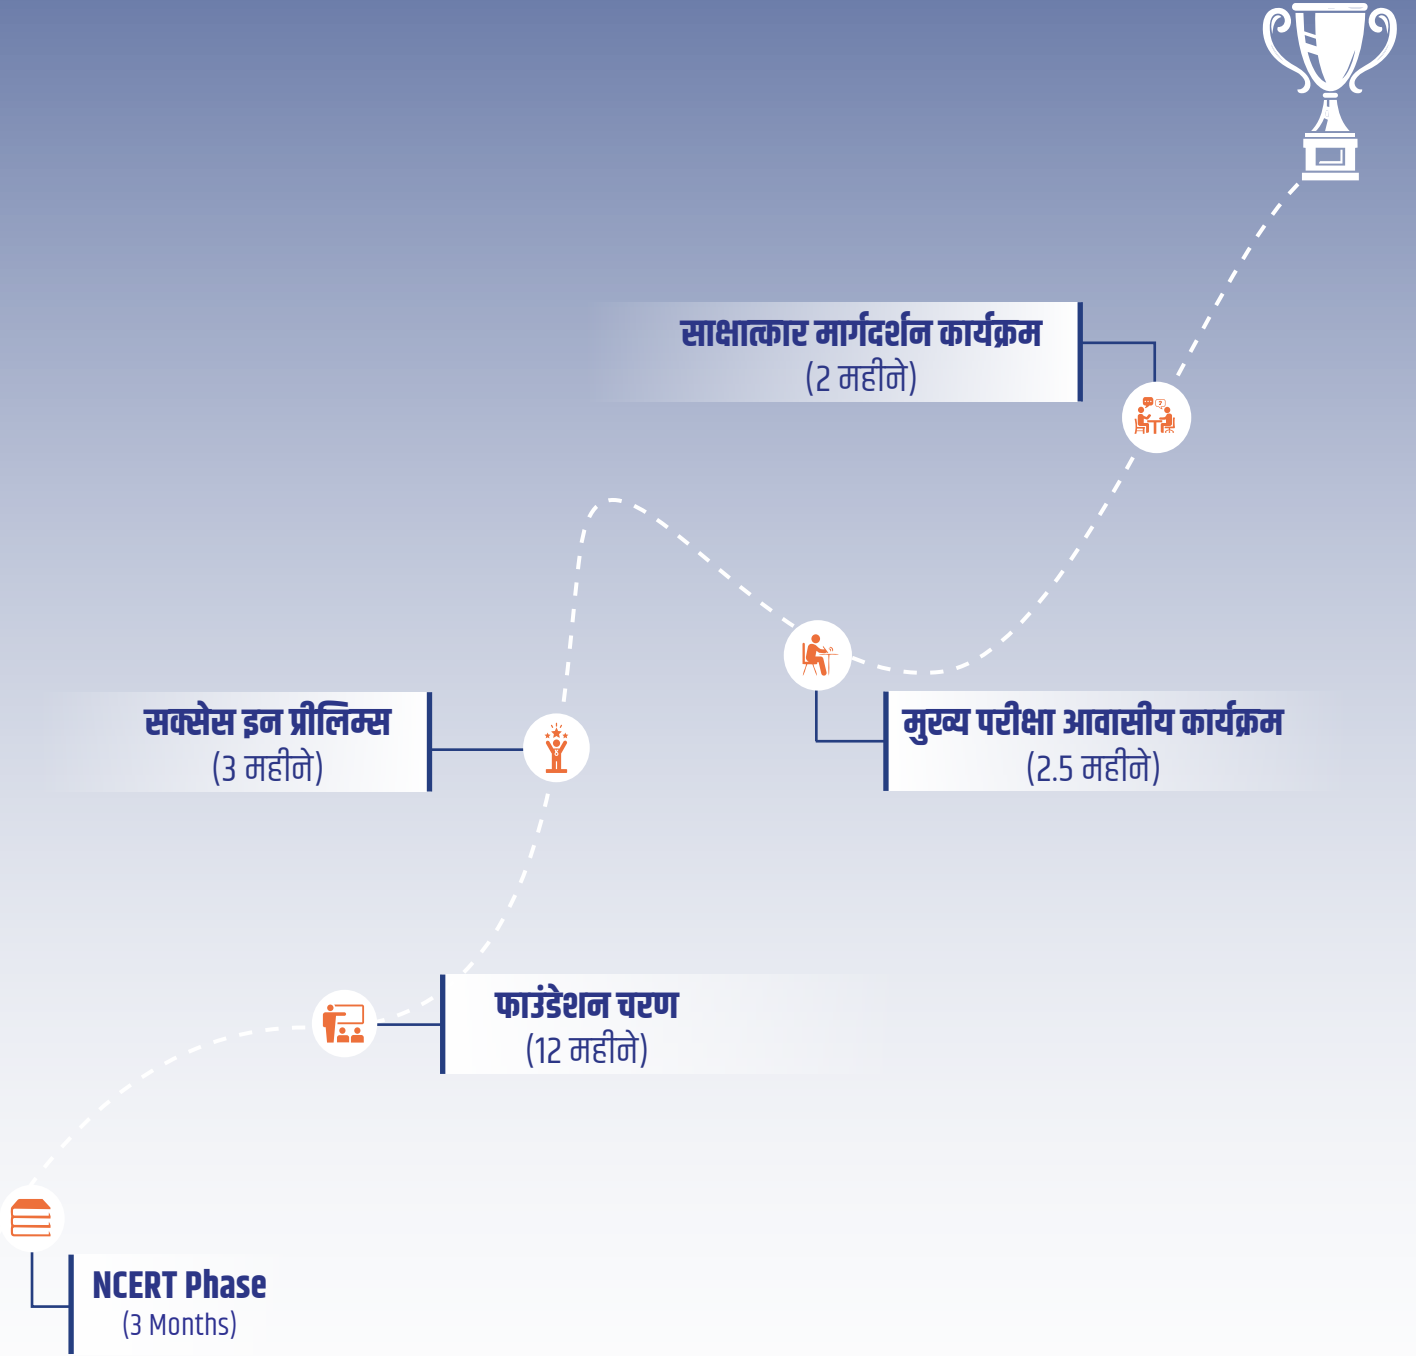 साक्षात्कार मार्गदर्शन कार्यक्रम
(2 महीने)
सक्सेस इन प्रीलिम्स
(3 महीने)
मुख्य परीक्षा आवासीय कार्यक्रम
(2.5 महीने)
फाउंडेशन चरण
(12 महीने)
NCERT Phase
(3 Months)